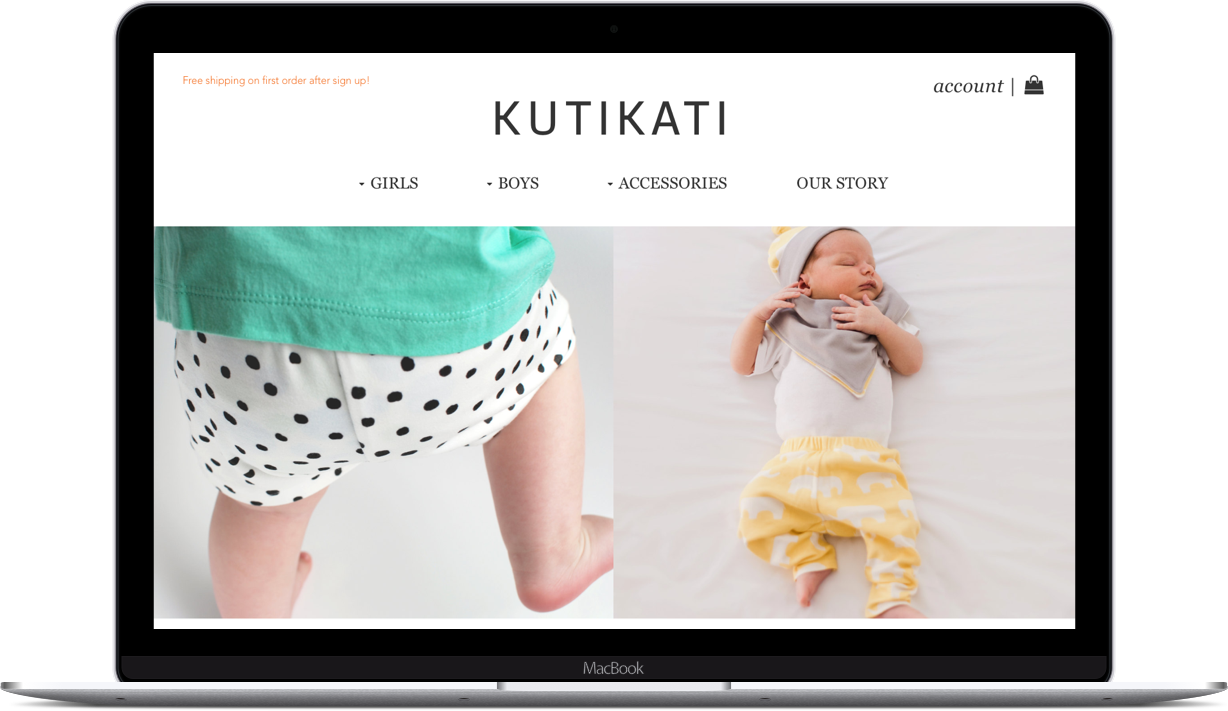 Free shipping on first order after sign up!
account |
KUTIKATI
GIRLS
BOYS
ACCESSORIES
OUR STORY
MacBook